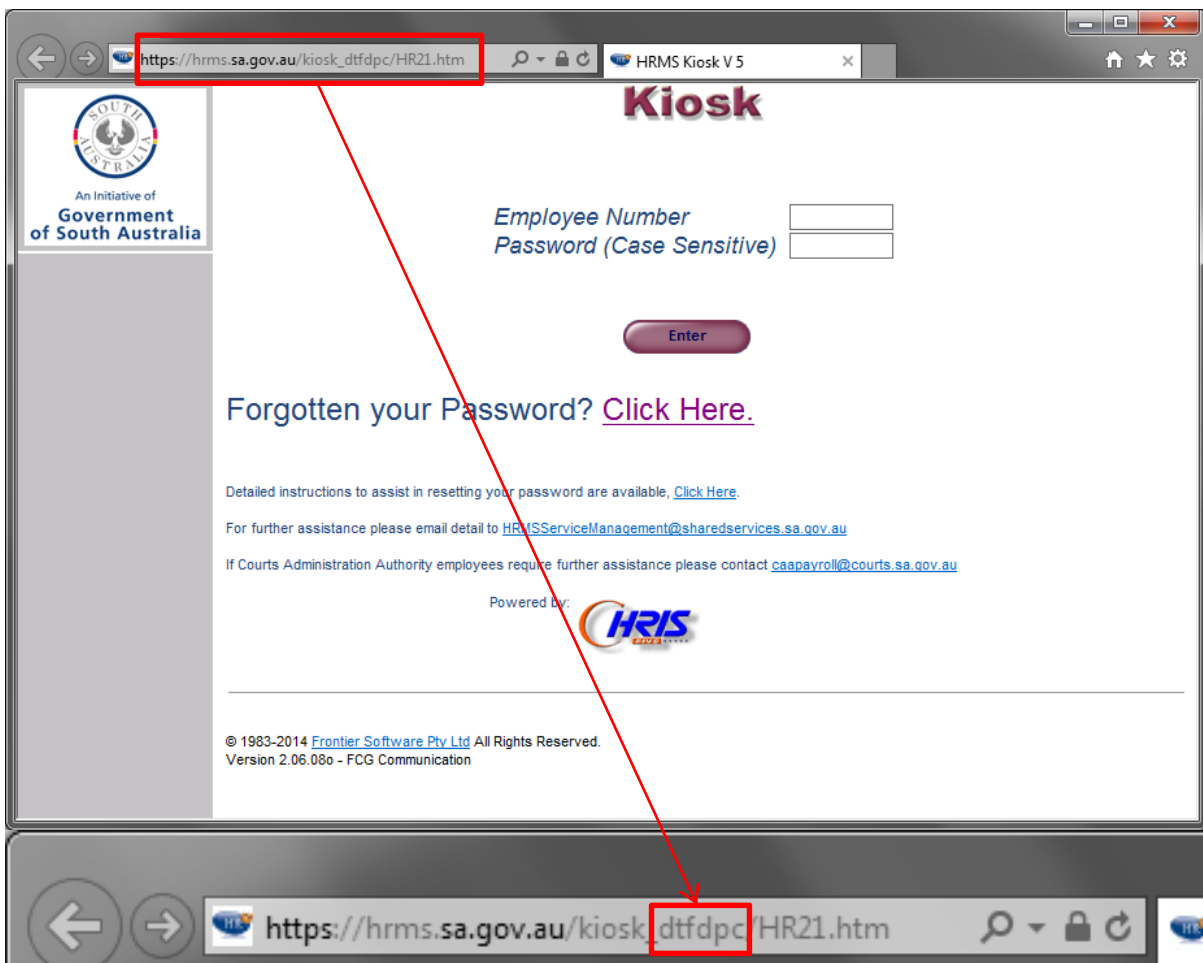 https://hrms.sa.gov.au/kiosk_dtfdpc/HR21.htm
HRMS Kiosk V 5
SOUTH AUSTRALIA
An Initiative of
Government
of South Australia
Kiosk
Employee Number
Password (Case Sensitive)
Enter
Forgotten your Password? Click Here.
Detailed instructions to assist in resetting your password are available, Click Here.
For further assistance please email detail to HRMSServiceManagement@sharedservices.sa.gov.au
If Courts Administration Authority employees require further assistance please contact caapayroll@courts.sa.gov.au
Powered by:
CHRIS
FIVE
© 1983-2014 Frontier Software Pty Ltd All Rights Reserved.
Version 2.06.08o - FCG Communication
HR
https://hrms.sa.gov.au/kiosk_dtfdpc/HR21.htm